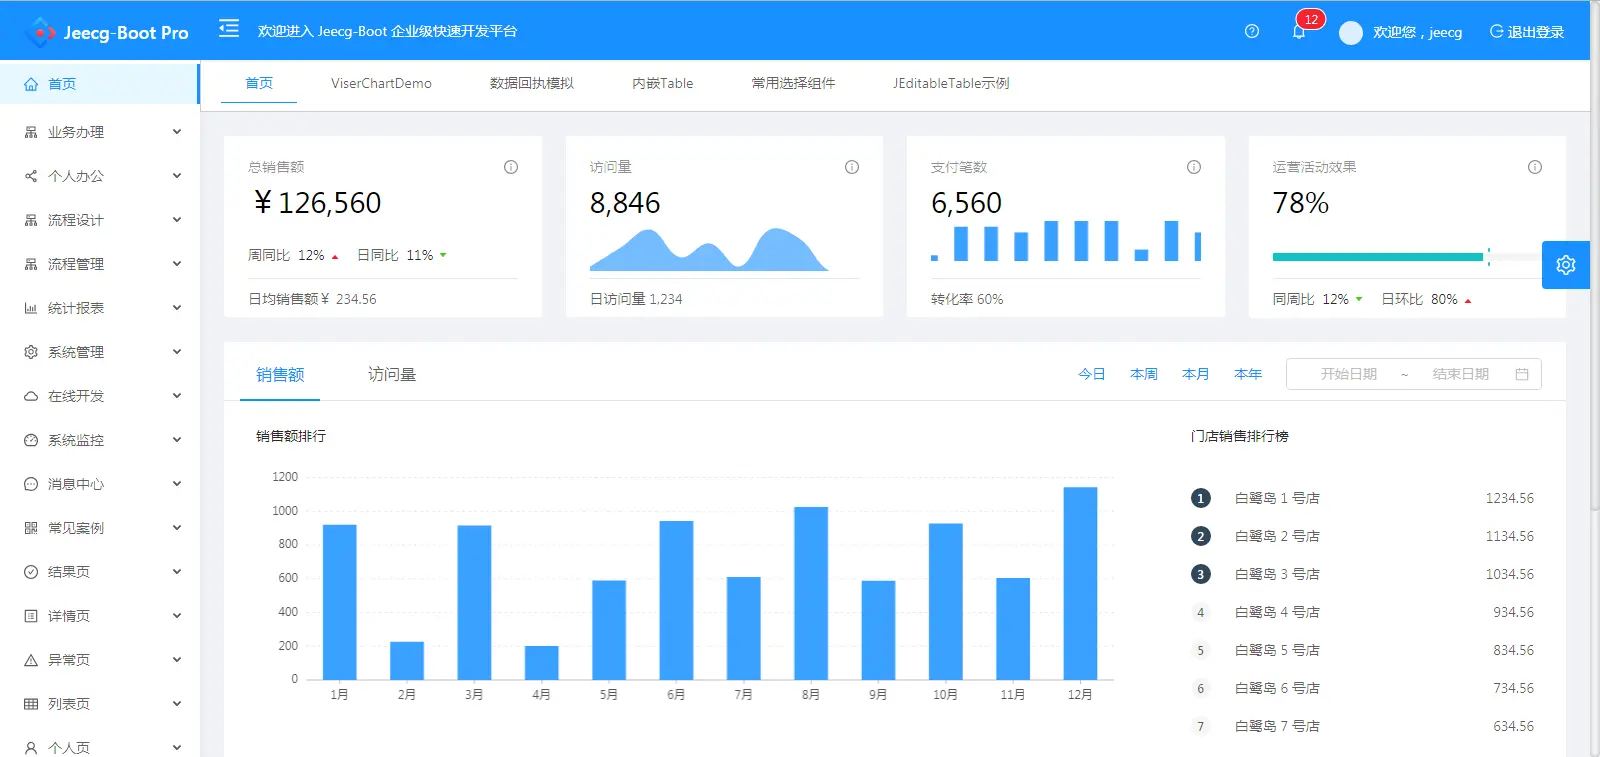 Jeecg-Boot Pro
欢迎进入 Jeecg-Boot 企业级快速开发平台
12
欢迎您，jeecg
退出登录
首页
业务办理
个人办公
流程设计
流程管理
统计报表
系统管理
在线开发
系统监控
消息中心
常见案例
结果页
详情页
异常页
列表页
个人页
首页 ViserChartDemo 数据回执模拟 内嵌Table 常用选择组件 JEditableTable示例
总销售额
¥ 126,560
周同比 12% 日同比 11%
日均销售额¥ 234.56
访问量
8,846
日访问量 1,234
支付笔数
6,560
转化率 60%
运营活动效果
78%
同周比 12% 日环比 80%
销售额 访问量
今日 本周 本月 本年 开始日期 ~ 结束日期
销售额排行
1200
1000
800
600
400
200
0
1月 2月 3月 4月 5月 6月 7月 8月 9月 10月 11月 12月
门店销售排行榜
1 白鹭岛 1 号店 1234.56
2 白鹭岛 2 号店 1134.56
3 白鹭岛 3 号店 1034.56
4 白鹭岛 4 号店 934.56
5 白鹭岛 5 号店 834.56
6 白鹭岛 6 号店 734.56
7 白鹭岛 7 号店 634.56